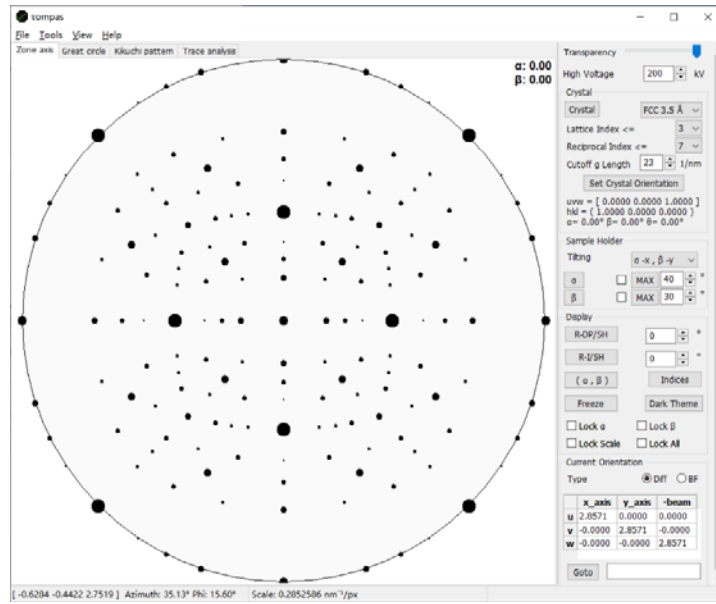 tompas
File Tools View Help
Zone axis Great circle Kikuchi pattern Trace analysis
α: 0.00
β: 0.00
Transparency
High Voltage 200 kV
Crystal
Crystal FCC 3.5 Å
Lattice Index <= 3
Reciprocal Index <= 7
Cutoff g Length 23 1/nm
Set Crystal Orientation
uvw = [ 0.0000 0.0000 1.0000 ]
hkl = ( 1.0000 0.0000 0.0000 )
α= 0.00° β= 0.00° θ= 0.00°
Sample Holder
Tilting α -x , β -y
α MAX 40 °
β MAX 30 °
Display
R-DP/SH 0 °
R-I/SH 0 °
( α , β ) Indices
Freeze Dark Theme
Lock α Lock β
Lock Scale Lock All
Current Orientation
Type Diff BF
x_axis y_axis -beam
u 2.8571 0.0000 0.0000
v -0.0000 2.8571 -0.0000
w -0.0000 -0.0000 2.8571
Goto
[ -0.6284 -0.4422 2.7519 ] Azimuth: 35.13° Phi: 15.60° Scale: 0.2852586 nm⁻¹/px